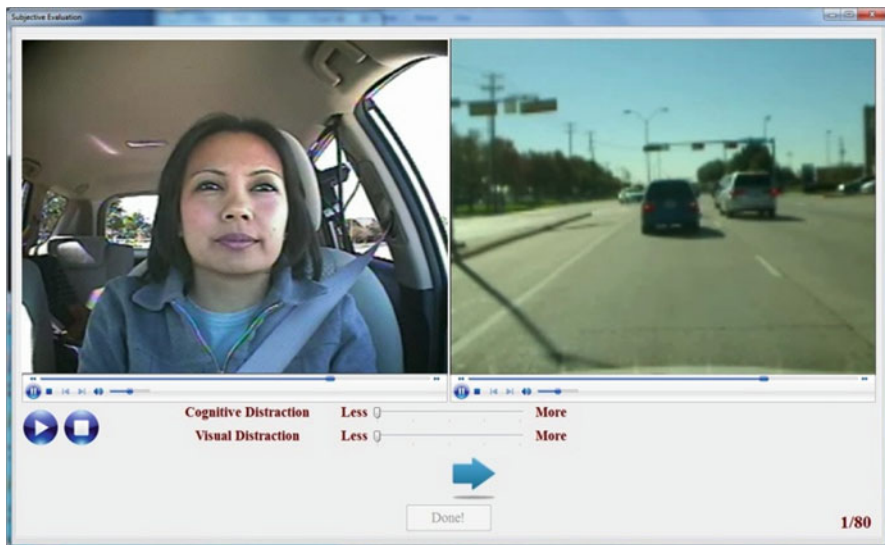 Subjective Evaluation
Cognitive Distraction Less More
Visual Distraction Less More
Done!
1/80